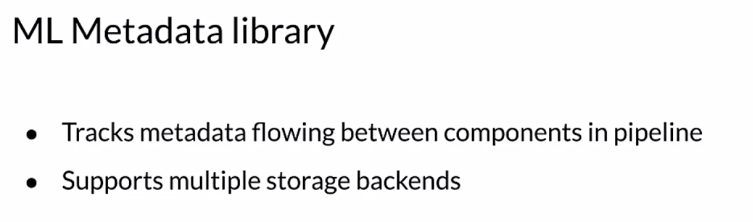 ML Metadata library
● Tracks metadata flowing between components in pipeline
● Supports multiple storage backends